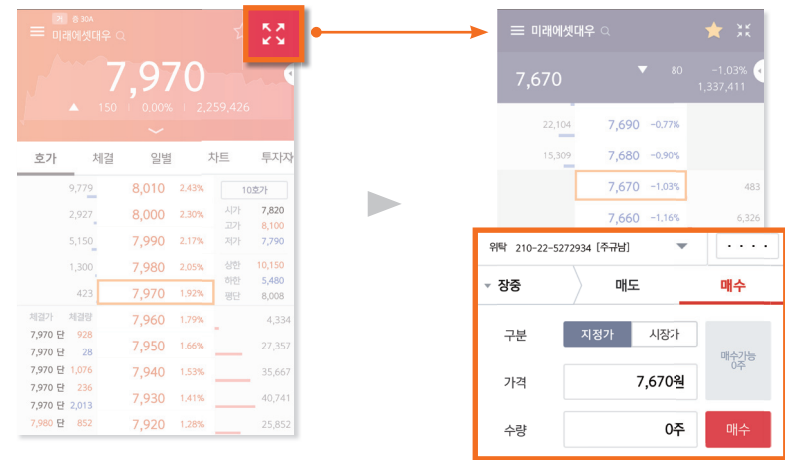 거 증 30A
미래에셋대우
7,970
150 0.00% 2,259,426
호가 체결 일별 차트 투자자
9,779 8,010 2.43% 10호가
2,927 8,000 2.30% 시가 7,820
고가 8,100
5,150 7,990 2.17% 저가 7,790
1,300 7,980 2.05% 상한 10,150
하한 5,480
423 7,970 1.92% 평단 8,008
체결가 체결량 7,960 1.79% 4,334
7,970 단 928
7,970 단 28 7,950 1.66% 27,357
7,970 단 1,076 7,940 1.53% 35,667
7,970 단 236
7,970 단 2,013 7,930 1.41% 40,741
7,980 단 852 7,920 1.28% 25,852
미래에셋대우
7,670 80 -1.03%
1,337,411
22,104 7,690 -0.77%
15,309 7,680 -0.90%
7,670 -1.03% 483
7,660 -1.16% 6,326
위탁 210-22-5272934 [주규남]
장중 매도 매수
구분 지정가 시장가
매수가능
0주
가격 7,670원
수량 0주 매수